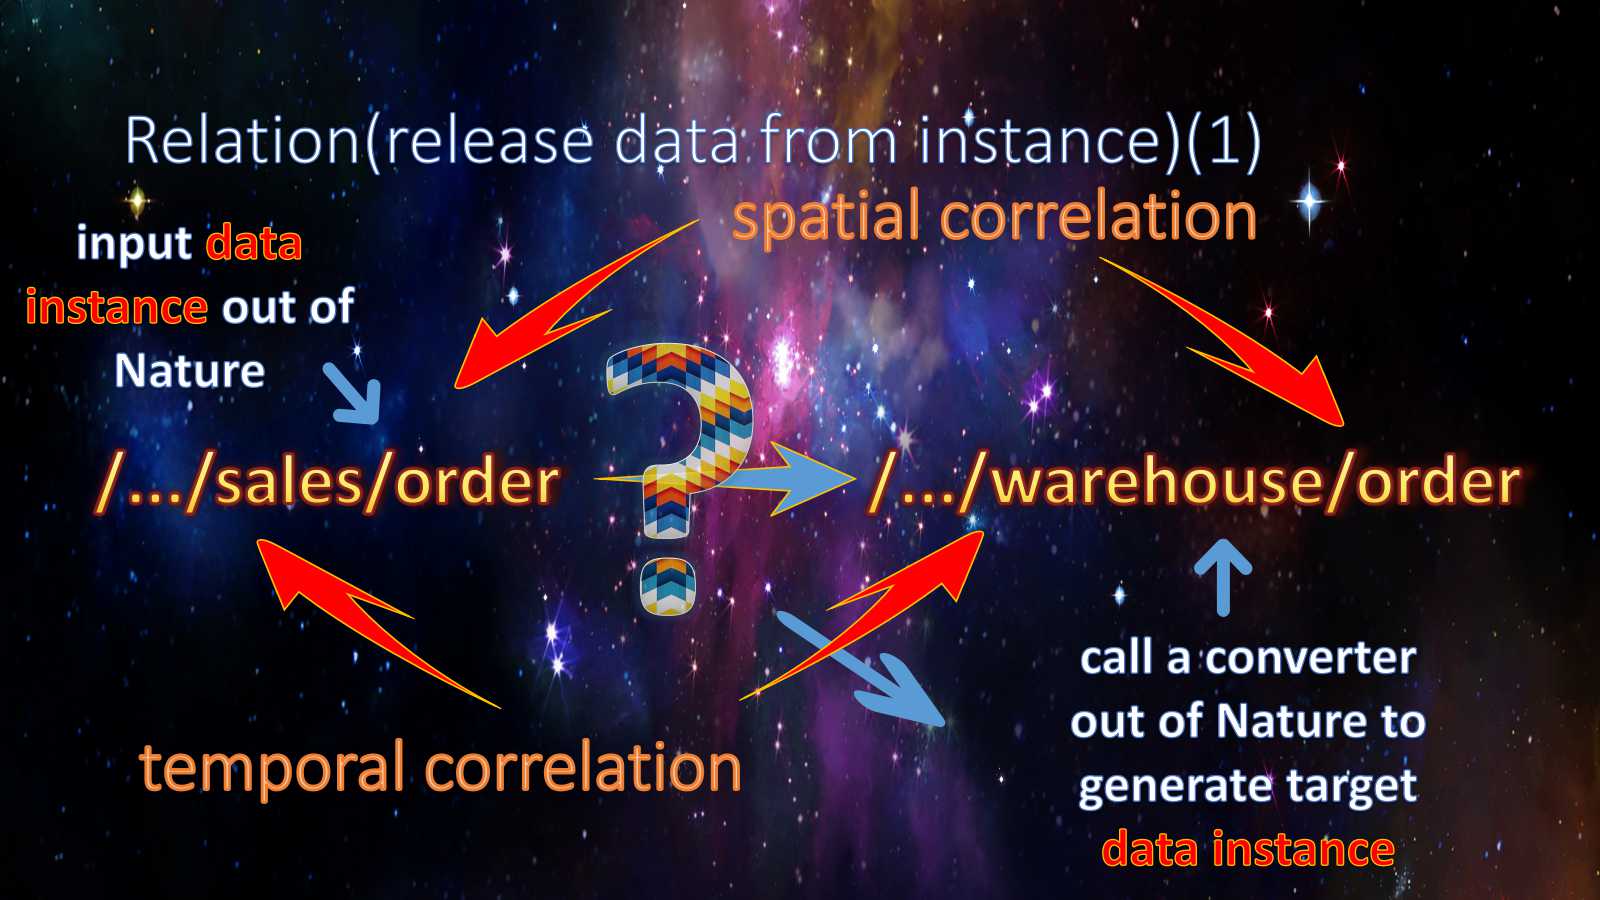 Relation(release data from instance)(1)
spatial correlation
input data
instance out of
Nature
/.../sales/order
?
/.../warehouse/order
temporal correlation
call a converter
out of Nature to
generate target
data instance